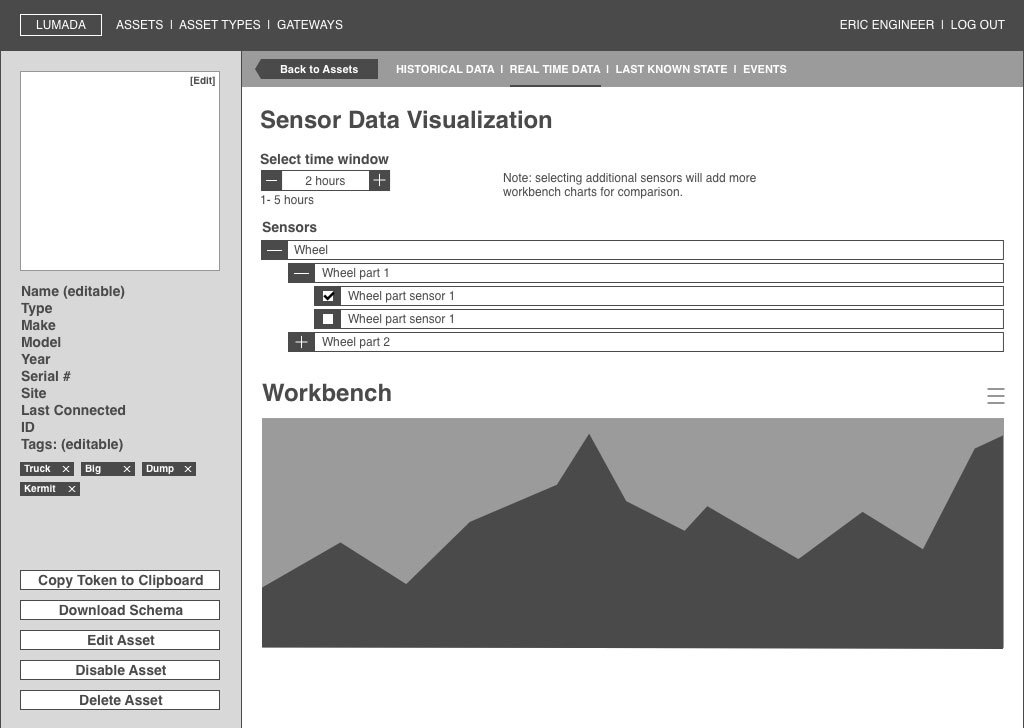 LUMADA
ASSETS | ASSET TYPES | GATEWAYS
ERIC ENGINEER | LOG OUT
Back to Assets
HISTORICAL DATA | REAL TIME DATA | LAST KNOWN STATE | EVENTS
[Edit]
Name (editable)
Type
Make
Model
Year
Serial #
Site
Last Connected
ID
Tags: (editable)
Truck ×
Big ×
Dump ×
Kermit ×
Copy Token to Clipboard
Download Schema
Edit Asset
Disable Asset
Delete Asset
Sensor Data Visualization
Select time window
— 2 hours +
1- 5 hours
Note: selecting additional sensors will add more
workbench charts for comparison.
Sensors
— Wheel
— Wheel part 1
Wheel part sensor 1
Wheel part sensor 1
+ Wheel part 2
Workbench